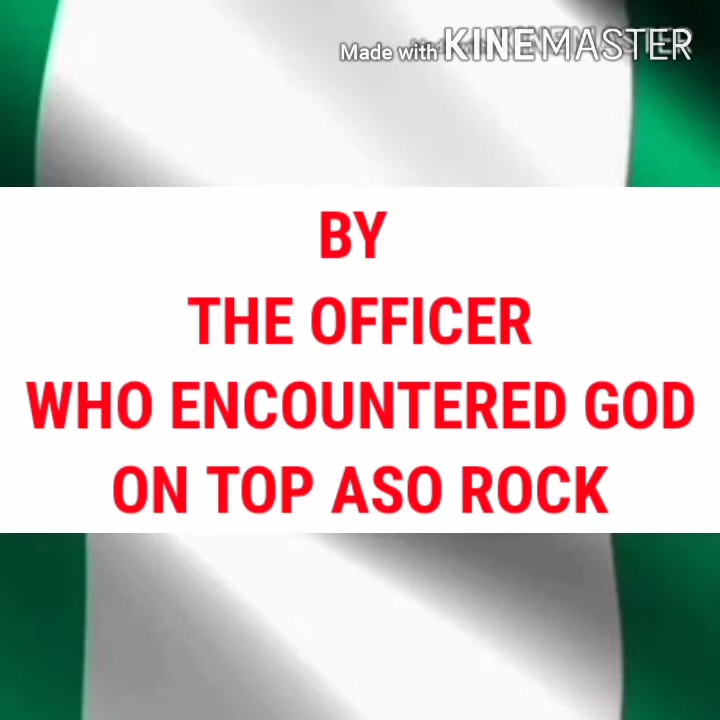 Made with KINEMASTER
BY
THE OFFICER
WHO ENCOUNTERED GOD
ON TOP ASO ROCK